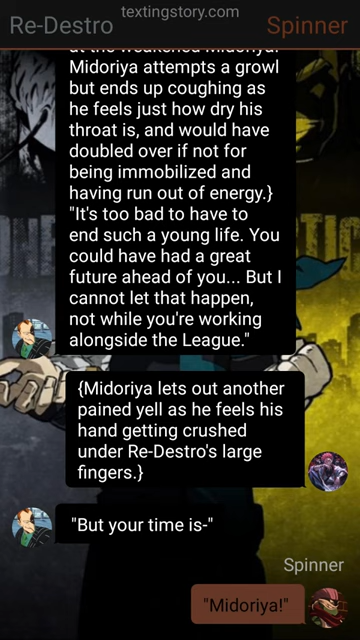 textingstory.com
Re-Destro
Spinner
at the weakened Midoriya.
Midoriya attempts a growl
but ends up coughing as
he feels just how dry his
throat is, and would have
doubled over if not for
being immobilized and
having run out of energy.}
"It's too bad to have to
end such a young life. You
could have had a great
future ahead of you... But I
cannot let that happen,
not while you're working
alongside the League."
{Midoriya lets out another
pained yell as he feels his
hand getting crushed
under Re-Destro's large
fingers.}
"But your time is-"
Spinner
"Midoriya!"